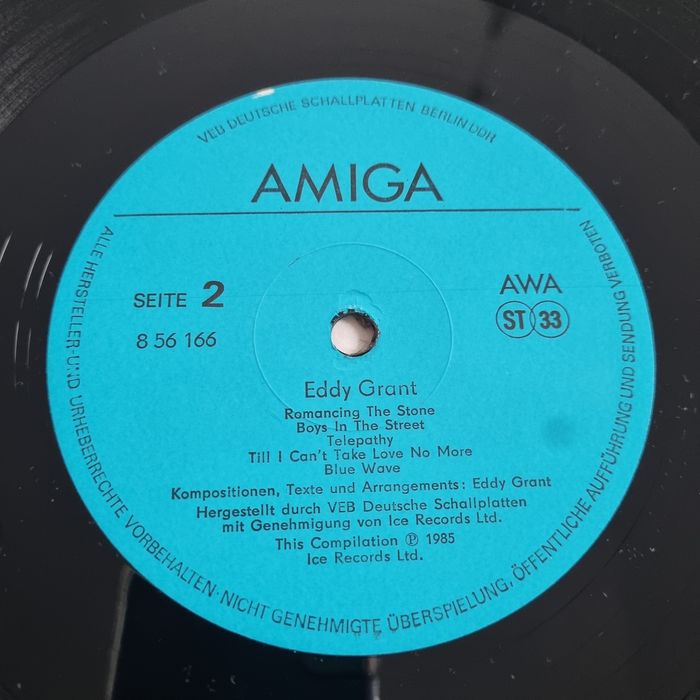 VEB DEUTSCHE SCHALLPLATTEN BERLIN DDR
AMIGA
SEITE 2
8 56 166
AWA
ST 33
Eddy Grant
Romancing The Stone
Boys In The Street
Telepathy
Till I Can't Take Love No More
Blue Wave
Kompositionen, Texte und Arrangements: Eddy Grant
Hergestellt durch VEB Deutsche Schallplatten
mit Genehmigung von Ice Records Ltd.
This Compilation ℗ 1985
Ice Records Ltd.
ALLE HERSTELLER- UND URHEBERRECHTE VORBEHALTEN · NICHT GENEHMIGTE ÜBERSPIELUNG, ÖFFENTLICHE AUFFÜHRUNG UND SENDUNG VERBOTEN